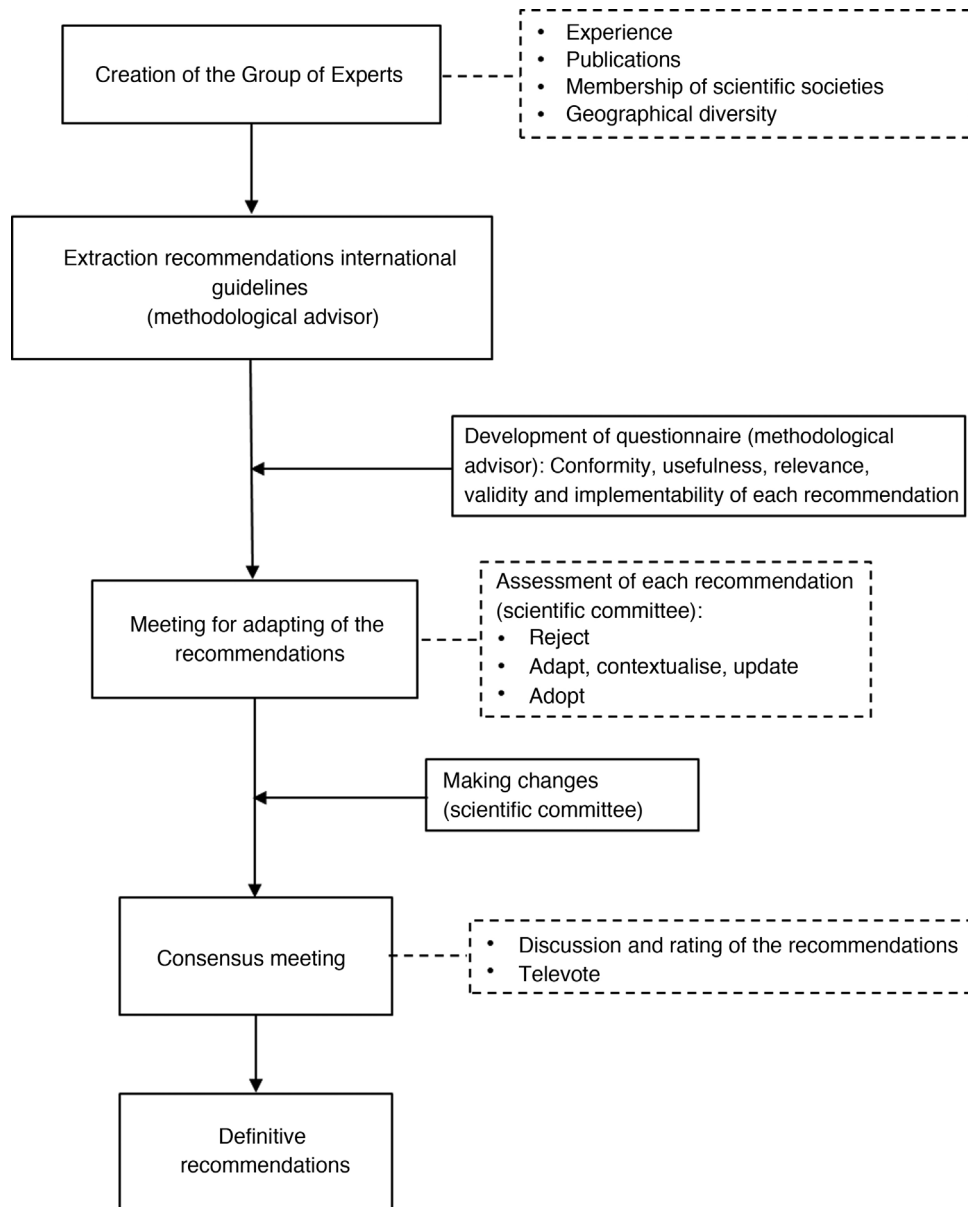 Creation of the Group of Experts
• Experience
• Publications
• Membership of scientific societies
• Geographical diversity
Extraction recommendations international
guidelines
(methodological advisor)
Development of questionnaire (methodological
advisor): Conformity, usefulness, relevance,
validity and implementability of each recommendation
Meeting for adapting of the
recommendations
Assessment of each recommendation
(scientific committee):
• Reject
• Adapt, contextualise, update
• Adopt
Making changes
(scientific committee)
Consensus meeting
• Discussion and rating of the recommendations
• Televote
Definitive
recommendations